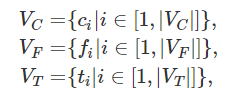 V_C = {c_i | i ∈ [1, |V_C|]},
V_F = {f_i | i ∈ [1, |V_F|]},
V_T = {t_i | i ∈ [1, |V_T|]},